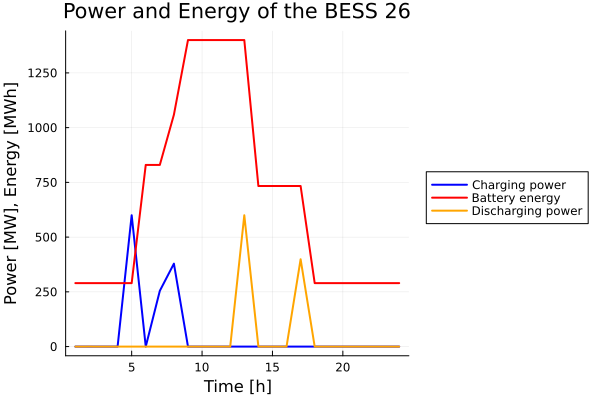 Power and Energy of the BESS 26
Power [MW], Energy [MWh]
1250
1000
750
500
250
0
5
10
15
20
Time [h]
Charging power
Battery energy
Discharging power